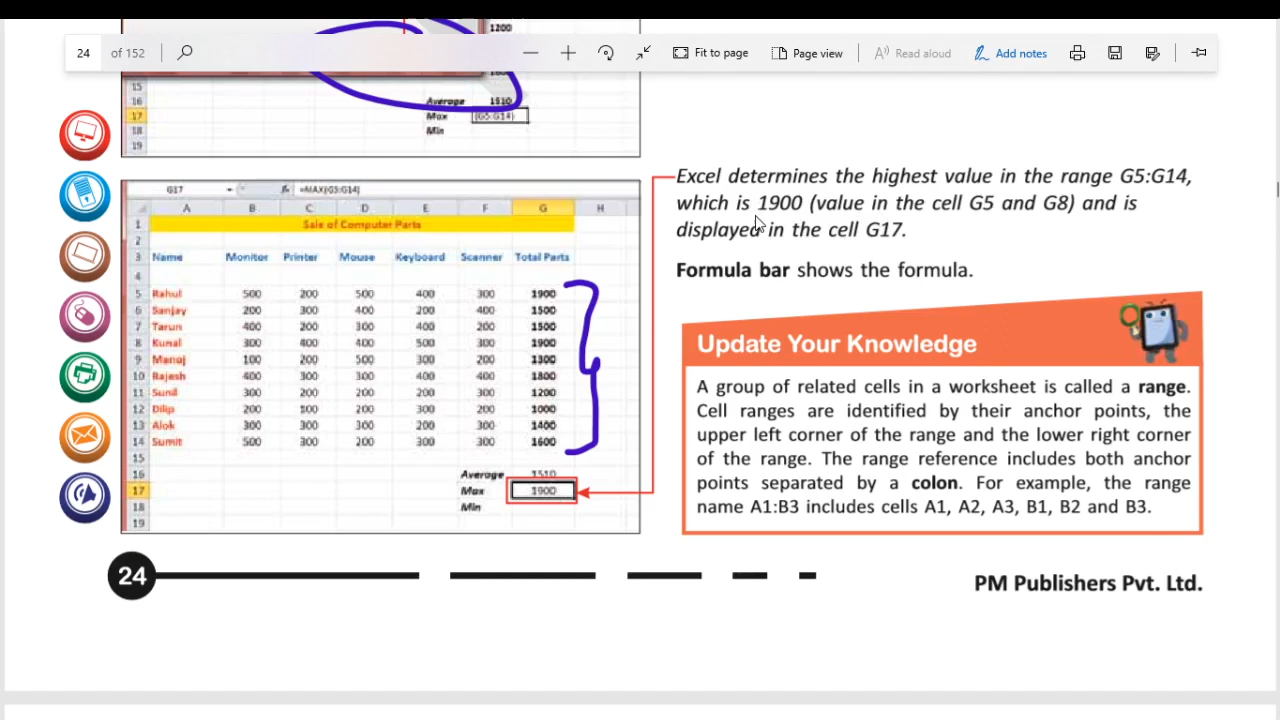 1200
24 of 152 Fit to page Page view Read aloud Add notes
15
16 Average 1510
17 Max (G5:G14)
18 Min
19
G17 fx =MAX(G5:G14)
A B C D E F G H
1 Sale of Computer Parts
2
3 Name Monitor Printer Mouse Keyboard Scanner Total Parts
4
5 Rahul 500 200 500 400 300 1900
6 Sanjay 200 300 400 200 400 1500
7 Tarun 400 200 300 400 200 1500
8 Kunal 300 400 400 500 300 1900
9 Manoj 100 200 500 300 200 1300
10 Rajesh 400 300 300 400 400 1800
11 Sunil 300 200 200 200 300 1200
12 Dilip 200 100 200 300 200 1000
13 Alok 300 300 300 200 300 1400
14 Sumit 500 300 200 300 300 1600
15
16 Average 1510
17 Max 1900
18 Min
19
Excel determines the highest value in the range G5:G14,
which is 1900 (value in the cell G5 and G8) and is
displayed in the cell G17.
Formula bar shows the formula.
Update Your Knowledge
A group of related cells in a worksheet is called a range.
Cell ranges are identified by their anchor points, the
upper left corner of the range and the lower right corner
of the range. The range reference includes both anchor
points separated by a colon. For example, the range
name A1:B3 includes cells A1, A2, A3, B1, B2 and B3.
24
PM Publishers Pvt. Ltd.